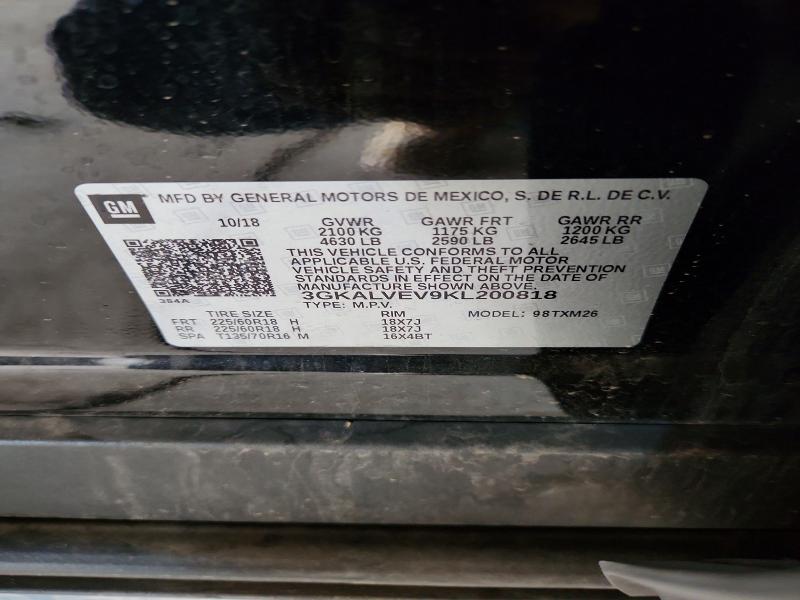 GM MFD BY GENERAL MOTORS DE MEXICO, S. DE R.L. DE C.V.
10/18 GVWR GAWR FRT GAWR RR
2100 KG 1175 KG 1200 KG
4630 LB 2590 LB 2645 LB
THIS VEHICLE CONFORMS TO ALL
APPLICABLE U.S. FEDERAL MOTOR
VEHICLE SAFETY AND THEFT PREVENTION
STANDARDS IN EFFECT ON THE DATE OF
MANUFACTURE SHOWN ABOVE.
3S4A 3GKALVEV9KL200818
TYPE: M.P.V.
TIRE SIZE RIM MODEL: 98TXM26
FRT 225/60R18 H 18X7J
RR 225/60R18 H 18X7J
SPA T135/70R16 M 16X4BT